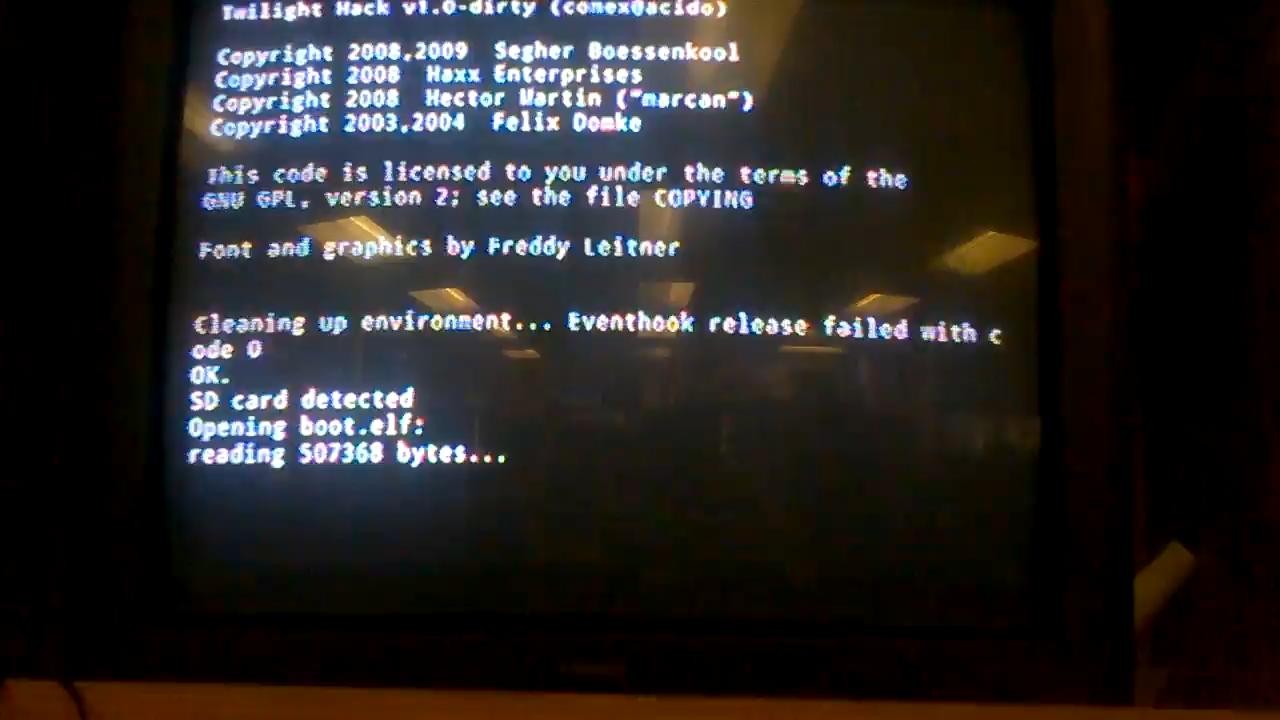 Twilight Hack v1.0-dirty (comex@acido)
Copyright 2008,2009 Segher Boessenkool
Copyright 2008 Haxx Enterprises
Copyright 2008 Hector Martin ("marcan")
Copyright 2003,2004 Felix Domke
This code is licensed to you under the terms of the
GNU GPL, version 2; see the file COPYING
Font and graphics by Freddy Leitner
Cleaning up environment... Eventhook release failed with c
ode 0
OK.
SD card detected
Opening boot.elf:
reading 507368 bytes...